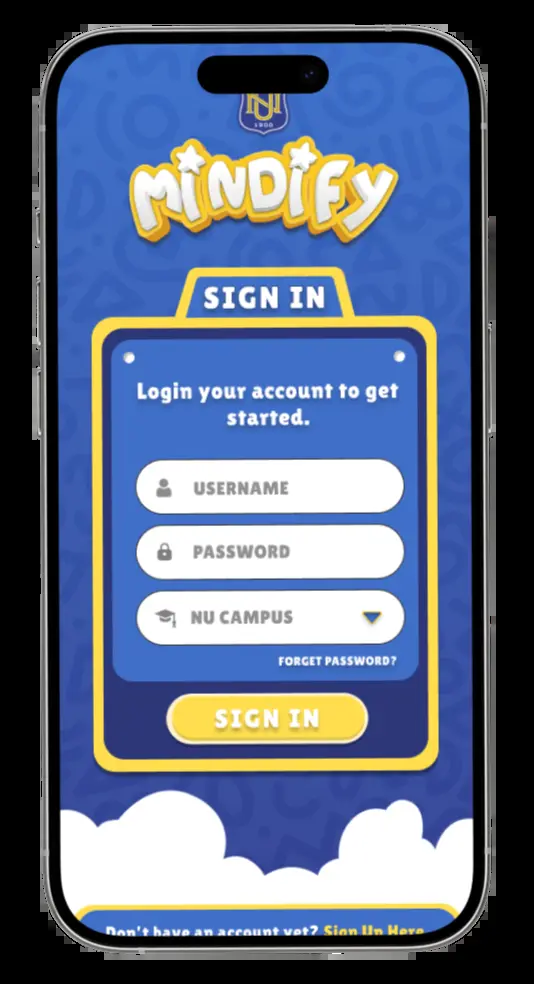 NU
1900
MINDIFY
SIGN IN
Login your account to get
started.
USERNAME
PASSWORD
NU CAMPUS
FORGET PASSWORD?
SIGN IN
Don't have an account yet? Sign Up Here